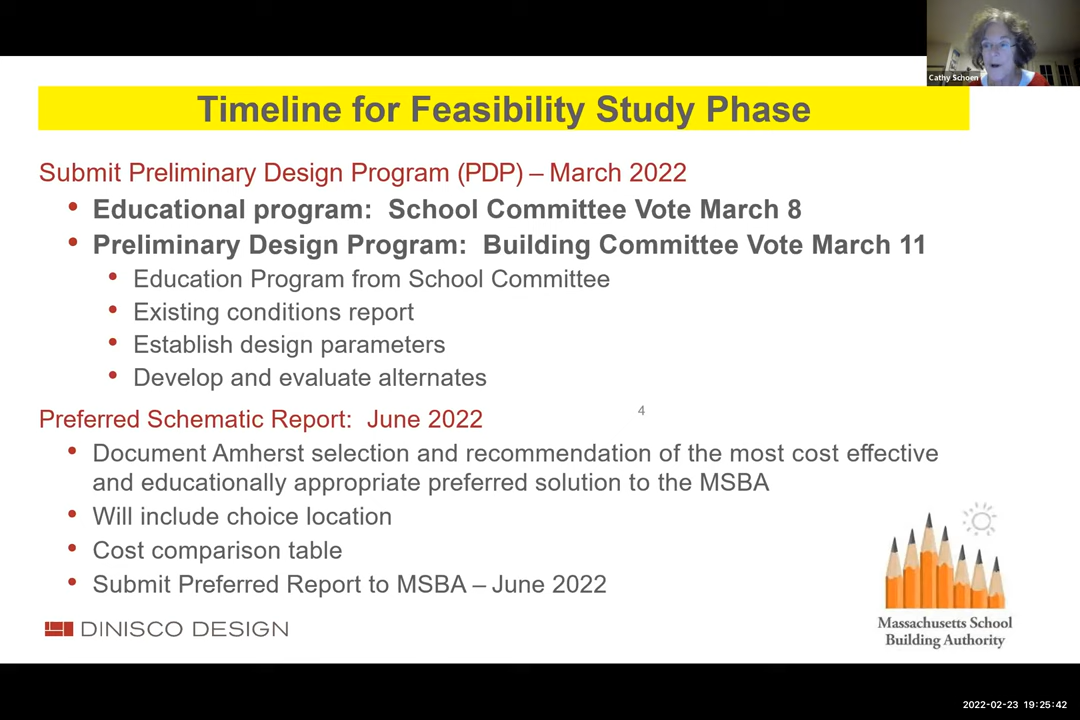 Cathy Schoen
Timeline for Feasibility Study Phase
Submit Preliminary Design Program (PDP) – March 2022
• Educational program: School Committee Vote March 8
• Preliminary Design Program: Building Committee Vote March 11
• Education Program from School Committee
• Existing conditions report
• Establish design parameters
• Develop and evaluate alternates
Preferred Schematic Report: June 2022
4
• Document Amherst selection and recommendation of the most cost effective
and educationally appropriate preferred solution to the MSBA
• Will include choice location
• Cost comparison table
• Submit Preferred Report to MSBA – June 2022
DINISCO DESIGN
Massachusetts School
Building Authority
2022-02-23 19:25:42